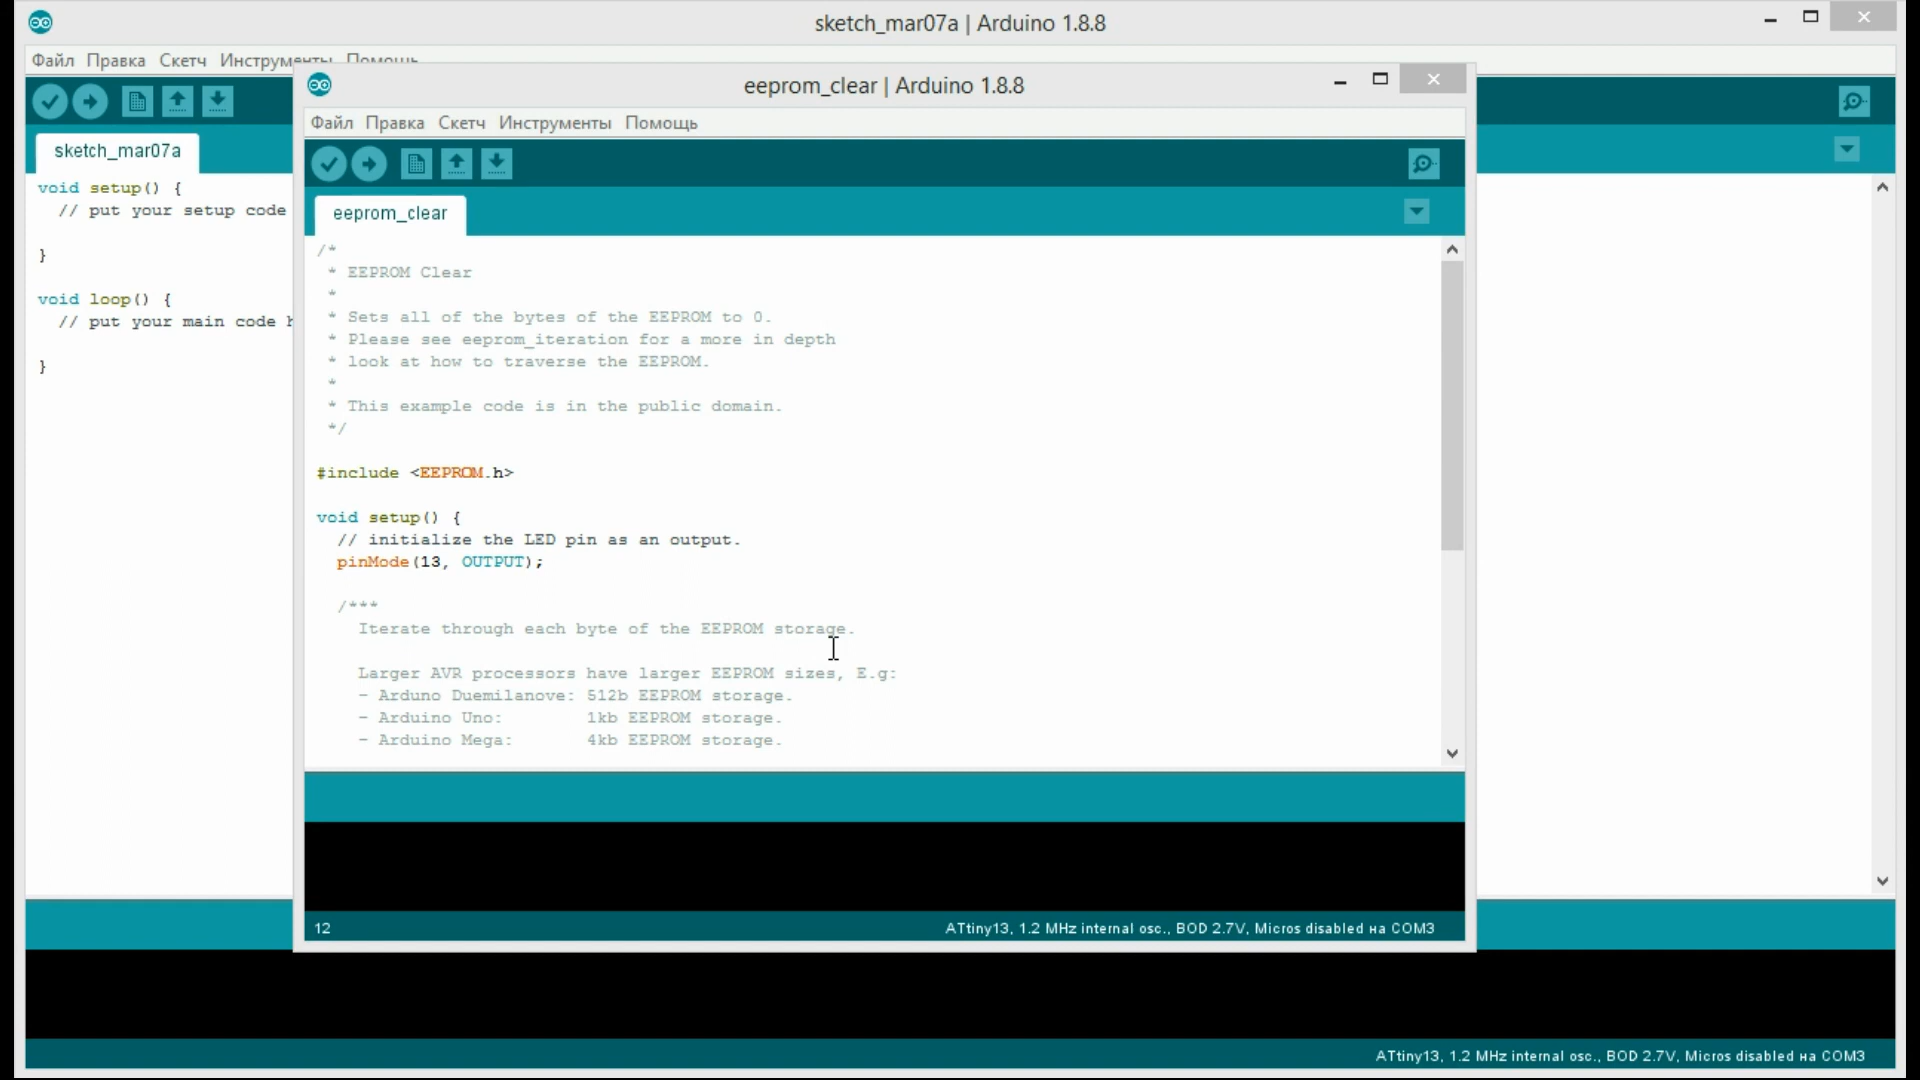 sketch_mar07a | Arduino 1.8.8
Файл Правка Скетч Инструменты Помощь
sketch_mar07a
void setup() {
  // put your setup code

}

void loop() {
  // put your main code h

}
eeprom_clear | Arduino 1.8.8
Файл Правка Скетч Инструменты Помощь
eeprom_clear
/*
 * EEPROM Clear
 *
 * Sets all of the bytes of the EEPROM to 0.
 * Please see eeprom_iteration for a more in depth
 * look at how to traverse the EEPROM.
 *
 * This example code is in the public domain.
 */

#include <EEPROM.h>

void setup() {
  // initialize the LED pin as an output.
  pinMode(13, OUTPUT);

  /***
    Iterate through each byte of the EEPROM storage.

    Larger AVR processors have larger EEPROM sizes, E.g:
    - Arduno Duemilanove: 512b EEPROM storage.
    - Arduino Uno:        1kb EEPROM storage.
    - Arduino Mega:       4kb EEPROM storage.
12
ATtiny13, 1.2 MHz internal osc., BOD 2.7V, Micros disabled на COM3
ATtiny13, 1.2 MHz internal osc., BOD 2.7V, Micros disabled на COM3